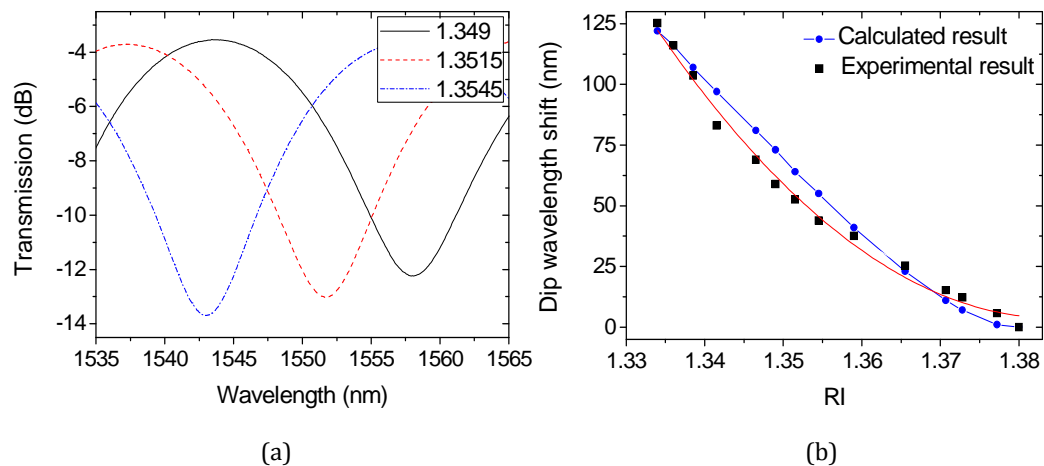 1.349
1.3515
1.3545
-4
-6
-8
-10
-12
-14
Transmission (dB)
1535 1540 1545 1550 1555 1560 1565
Wavelength (nm)
(a)
Calculated result
Experimental result
125
100
75
50
25
0
Dip wavelength shift (nm)
1.33 1.34 1.35 1.36 1.37 1.38
RI
(b)